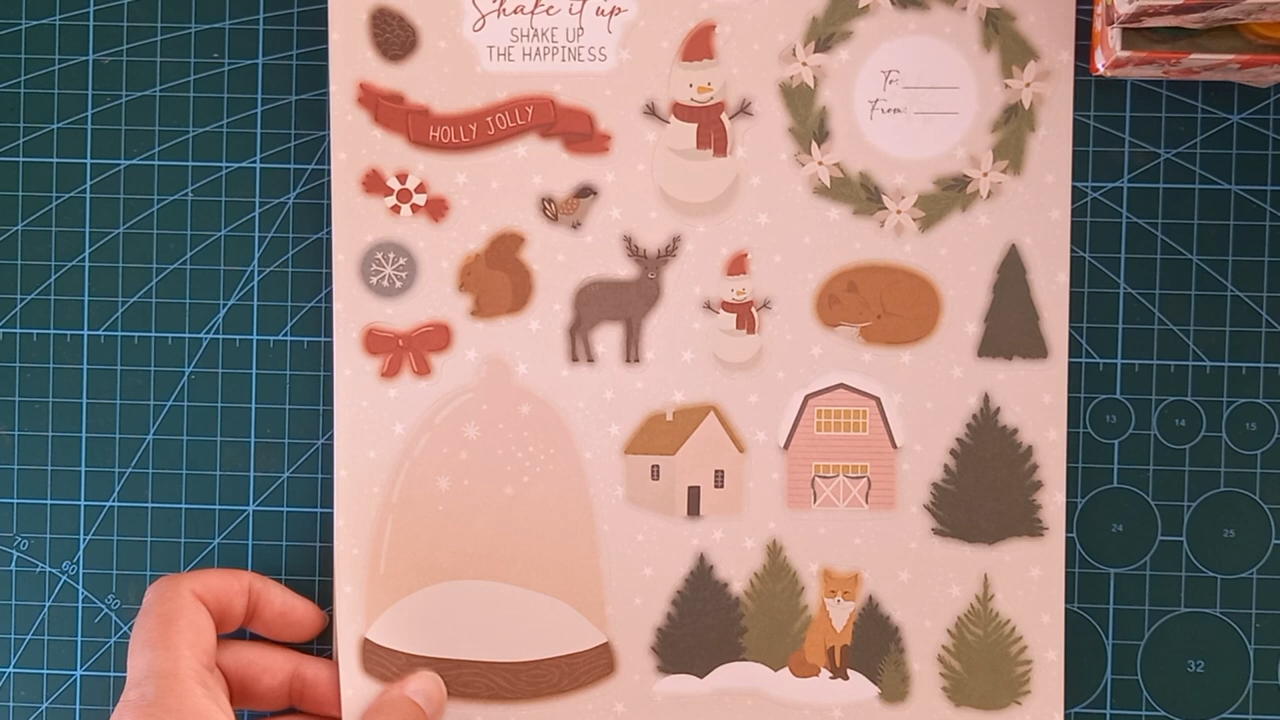 Shake it up
SHAKE UP
THE HAPPINESS
To:
From:
HOLLY JOLLY
13
14
15
24
25
70°
60
50
32